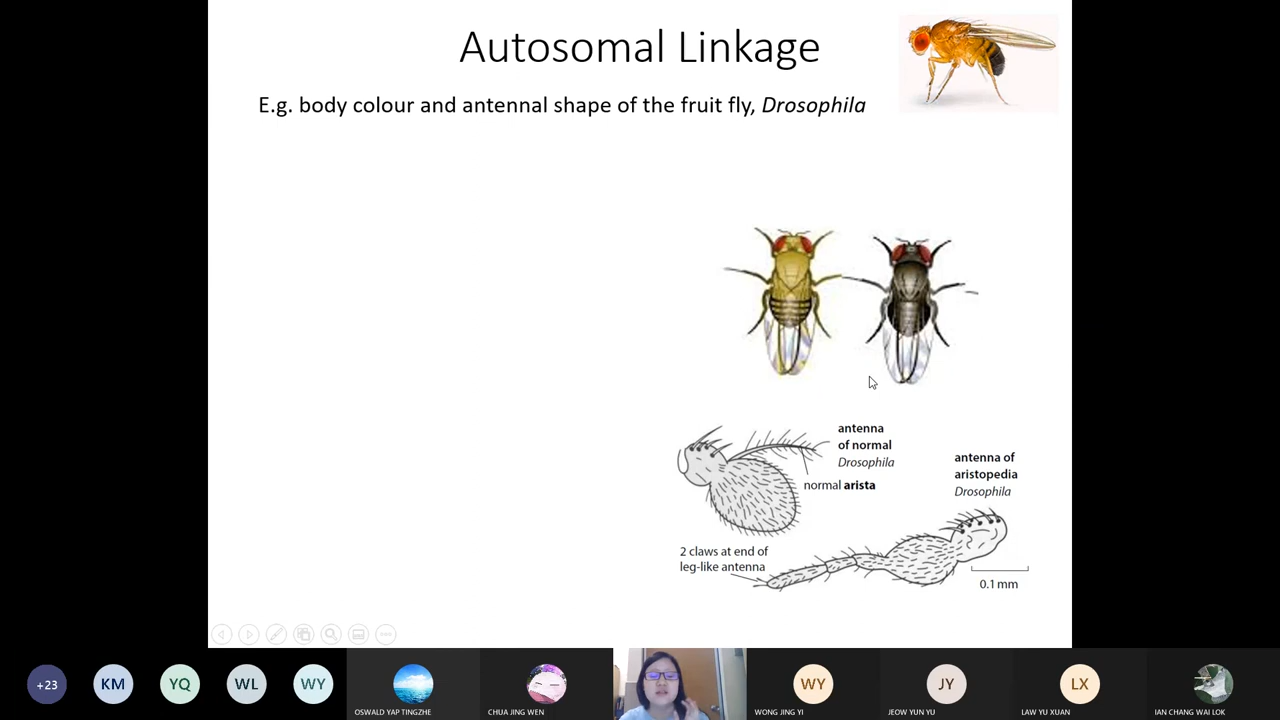 Autosomal Linkage
E.g. body colour and antennal shape of the fruit fly, Drosophila
antenna
of normal
Drosophila
normal arista
antenna of
aristopedia
Drosophila
2 claws at end of
leg-like antenna
0.1 mm
+23
KM
YQ
WL
WY
OSWALD YAP TINGZHE
CHUA JING WEN
WY
WONG JING YI
JY
JEOW YUN YU
LX
LAW YU XUAN
IAN CHANG WAI LOK